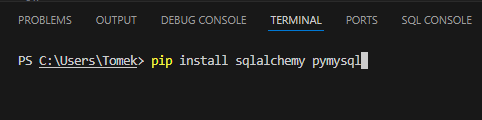 PROBLEMS OUTPUT DEBUG CONSOLE TERMINAL PORTS SQL CONSOLE
PS C:\Users\Tomek> pip install sqlalchemy pymysql